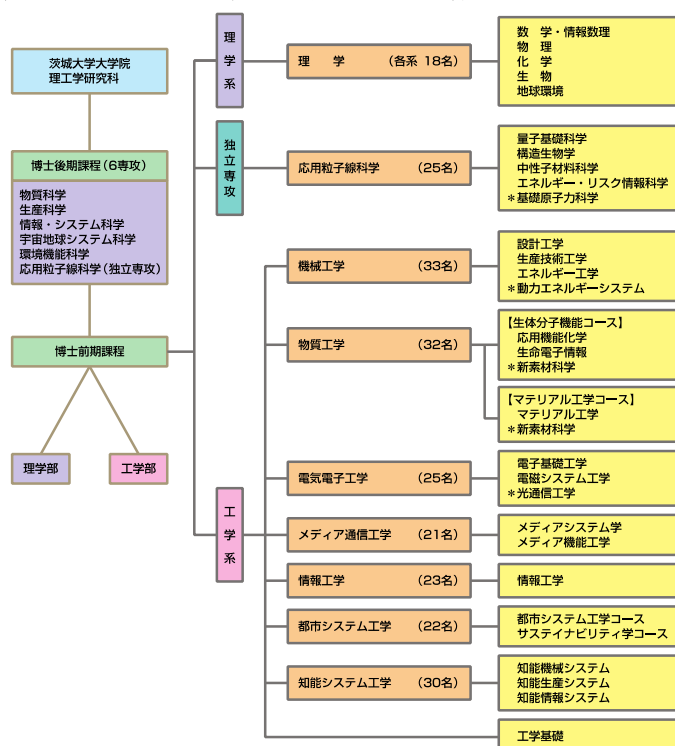 茨城大学大学院
理工学研究科
博士後期課程(6専攻)
物質科学
生産科学
情報・システム科学
宇宙地球システム科学
環境機能科学
応用粒子線科学(独立専攻)
博士前期課程
理学部
工学部
理学系
理 学 (各系 18名)
数 学・情報数理
物 理
化 学
生 物
地球環境
独立専攻
応用粒子線科学 (25名)
量子基礎科学
構造生物学
中性子材料科学
エネルギー・リスク情報科学
*基礎原子力科学
工学系
機械工学 (33名)
設計工学
生産技術工学
エネルギー工学
*動力エネルギーシステム
物質工学 (32名)
【生体分子機能コース】
応用機能化学
生命電子情報
*新素材科学
【マテリアル工学コース】
マテリアル工学
*新素材科学
電気電子工学 (25名)
電子基礎工学
電磁システム工学
*光通信工学
メディア通信工学 (21名)
メディアシステム学
メディア機能工学
情報工学 (23名)
情報工学
都市システム工学 (22名)
都市システム工学コース
サステイナビリティ学コース
知能システム工学 (30名)
知能機械システム
知能生産システム
知能情報システム
工学基礎